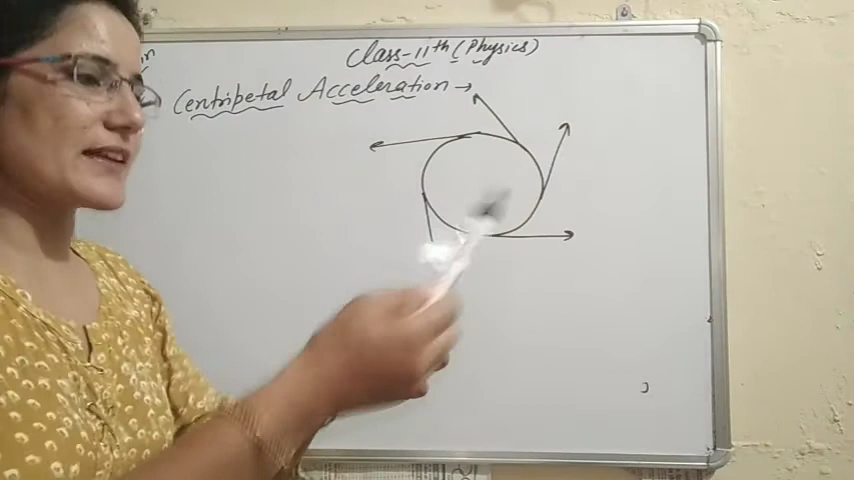 Class-11th (Physics)
Centripetal Acceleration →